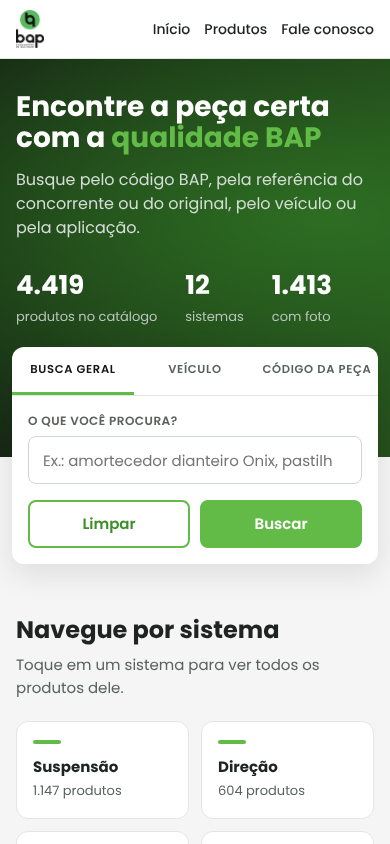 bap
Início Produtos Fale conosco
Encontre a peça certa
com a qualidade BAP
Busque pelo código BAP, pela referência do
concorrente ou do original, pelo veículo ou
pela aplicação.
4.419 12 1.413
produtos no catálogo sistemas com foto
BUSCA GERAL VEÍCULO CÓDIGO DA PEÇA
O QUE VOCÊ PROCURA?
Ex.: amortecedor dianteiro Onix, pastilh
Limpar Buscar
Navegue por sistema
Toque em um sistema para ver todos os
produtos dele.
Suspensão Direção
1.147 produtos 604 produtos